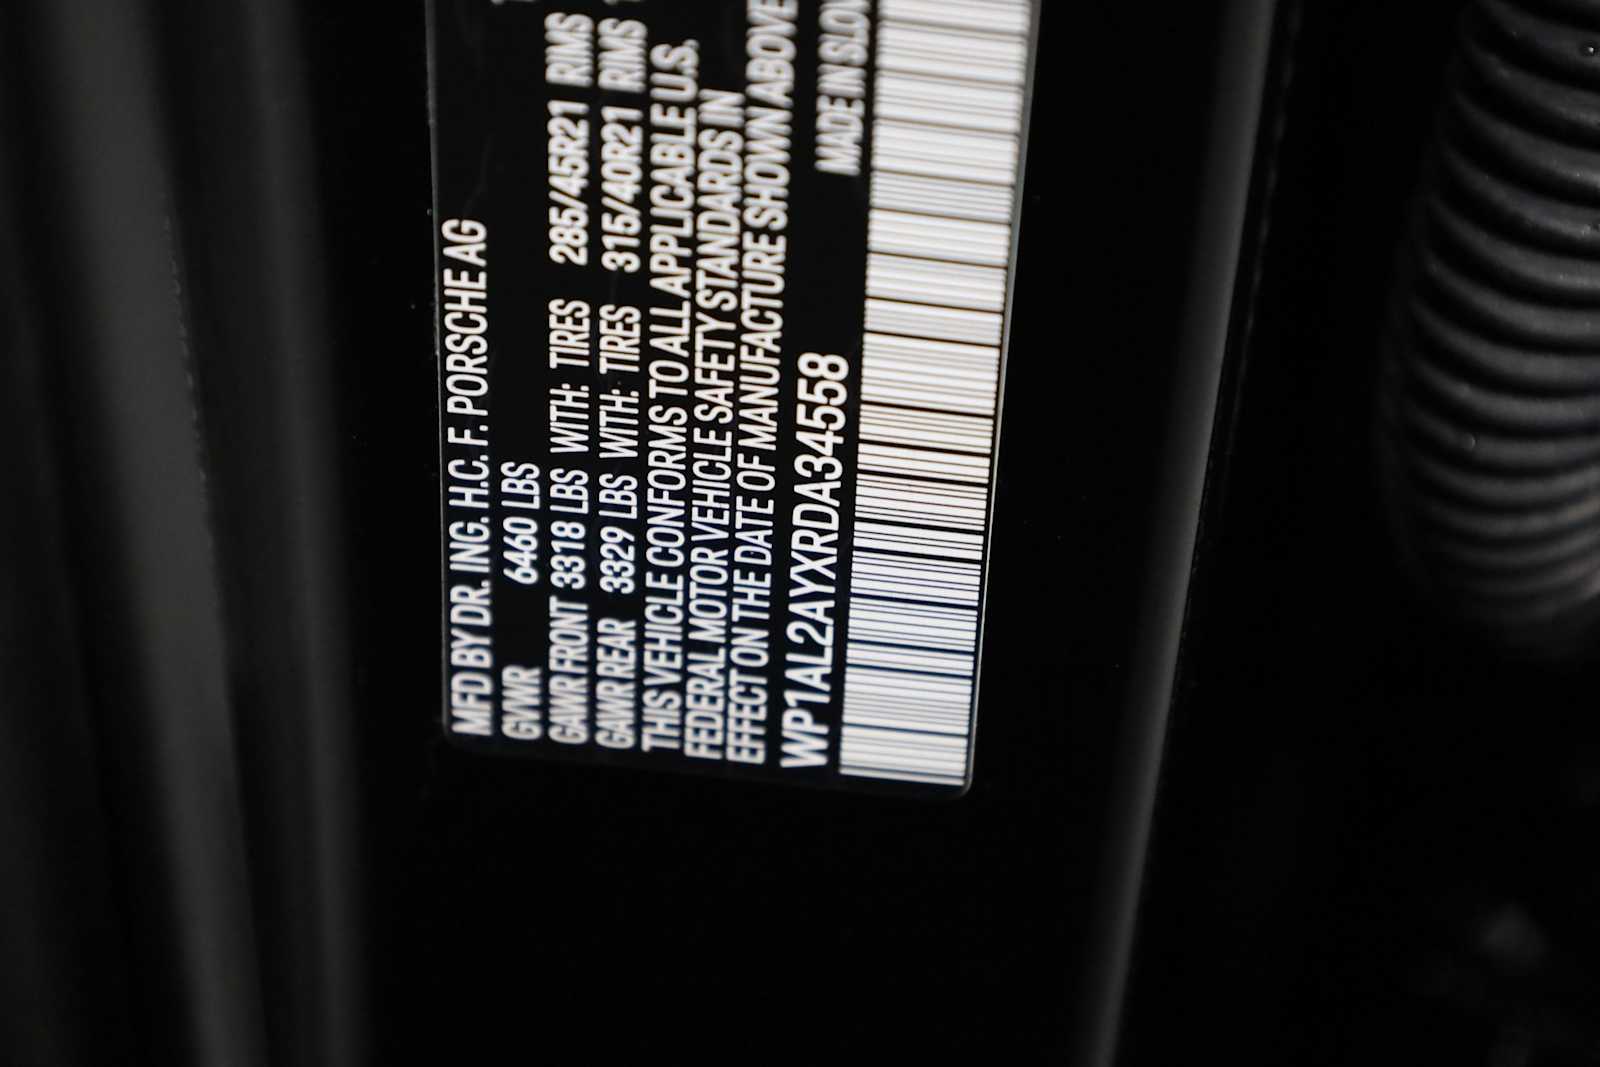 MFD BY DR. ING. H.C. F. PORSCHE AG
GVWR 6460 LBS
GAWR FRONT 3318 LBS WITH: TIRES 285/45R21 RIMS
GAWR REAR 3329 LBS WITH: TIRES 315/40R21 RIMS
THIS VEHICLE CONFORMS TO ALL APPLICABLE U.S.
FEDERAL MOTOR VEHICLE SAFETY STANDARDS IN
EFFECT ON THE DATE OF MANUFACTURE SHOWN ABOVE
WP1AL2AYXRDA34558
MADE IN SLOV